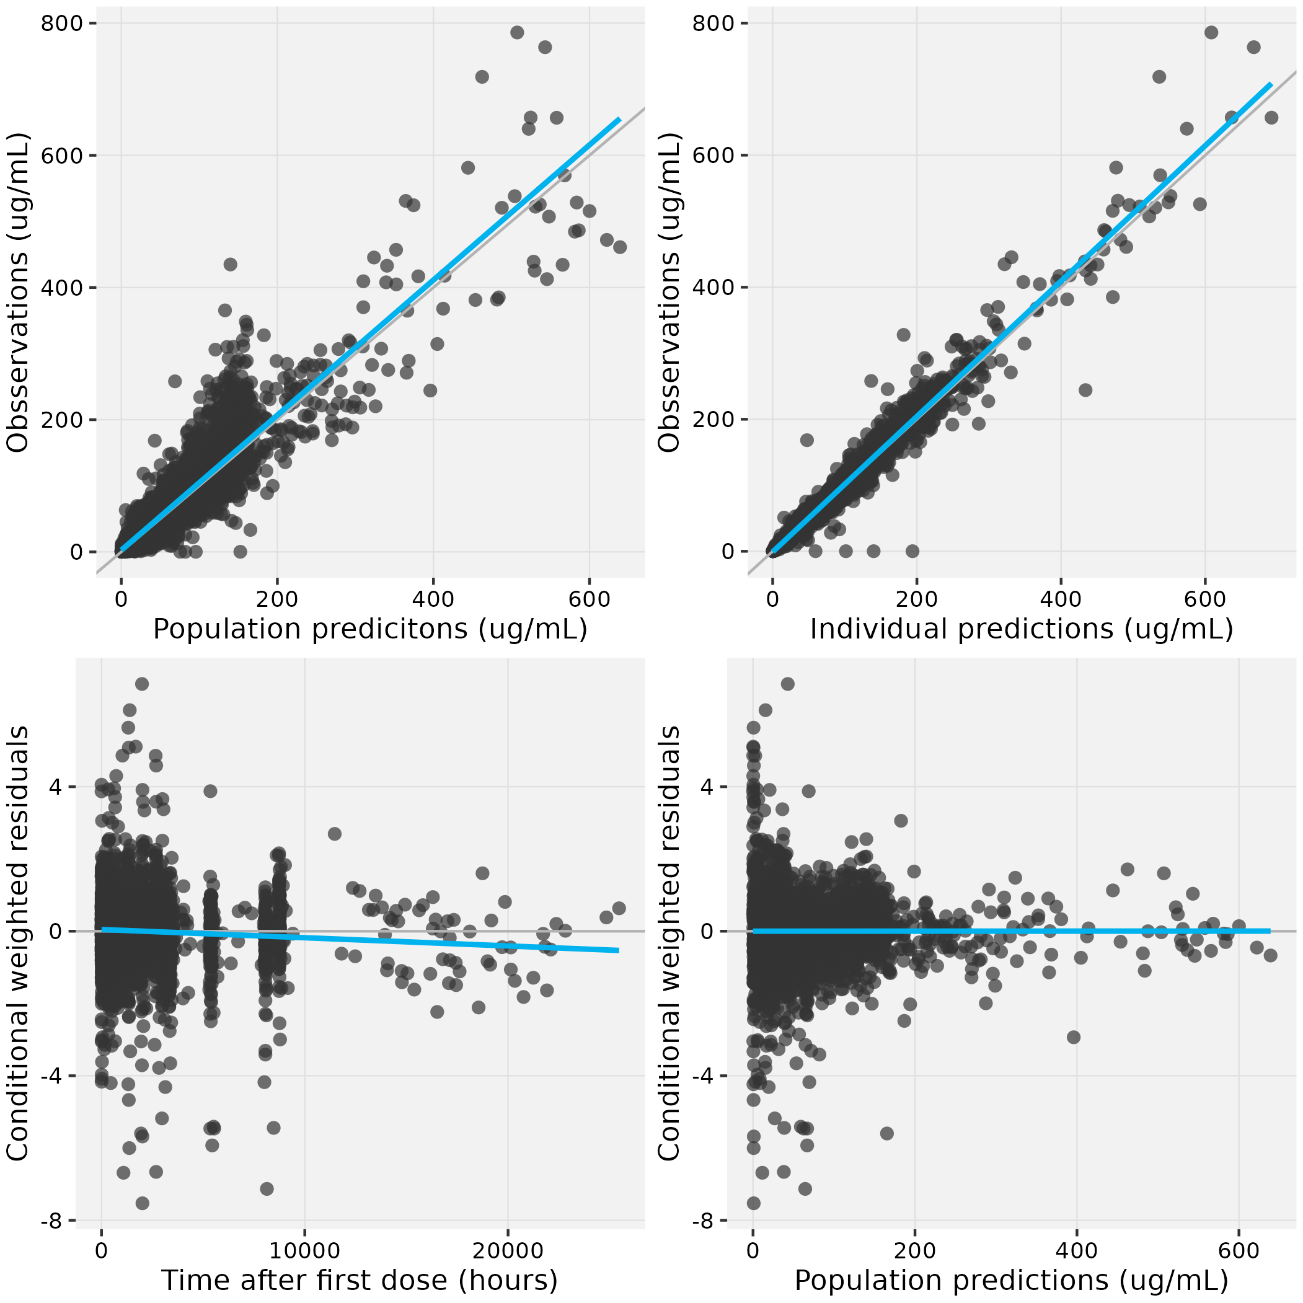 800
600
400
200
0
Obsservations (ug/mL)
0 200 400 600
Population predicitons (ug/mL)
800
600
400
200
0
Obsservations (ug/mL)
0 200 400 600
Individual predictions (ug/mL)
4
0
-4
-8
Conditional weighted residuals
0 10000 20000
Time after first dose (hours)
4
0
-4
-8
Conditional weighted residuals
0 200 400 600
Population predictions (ug/mL)